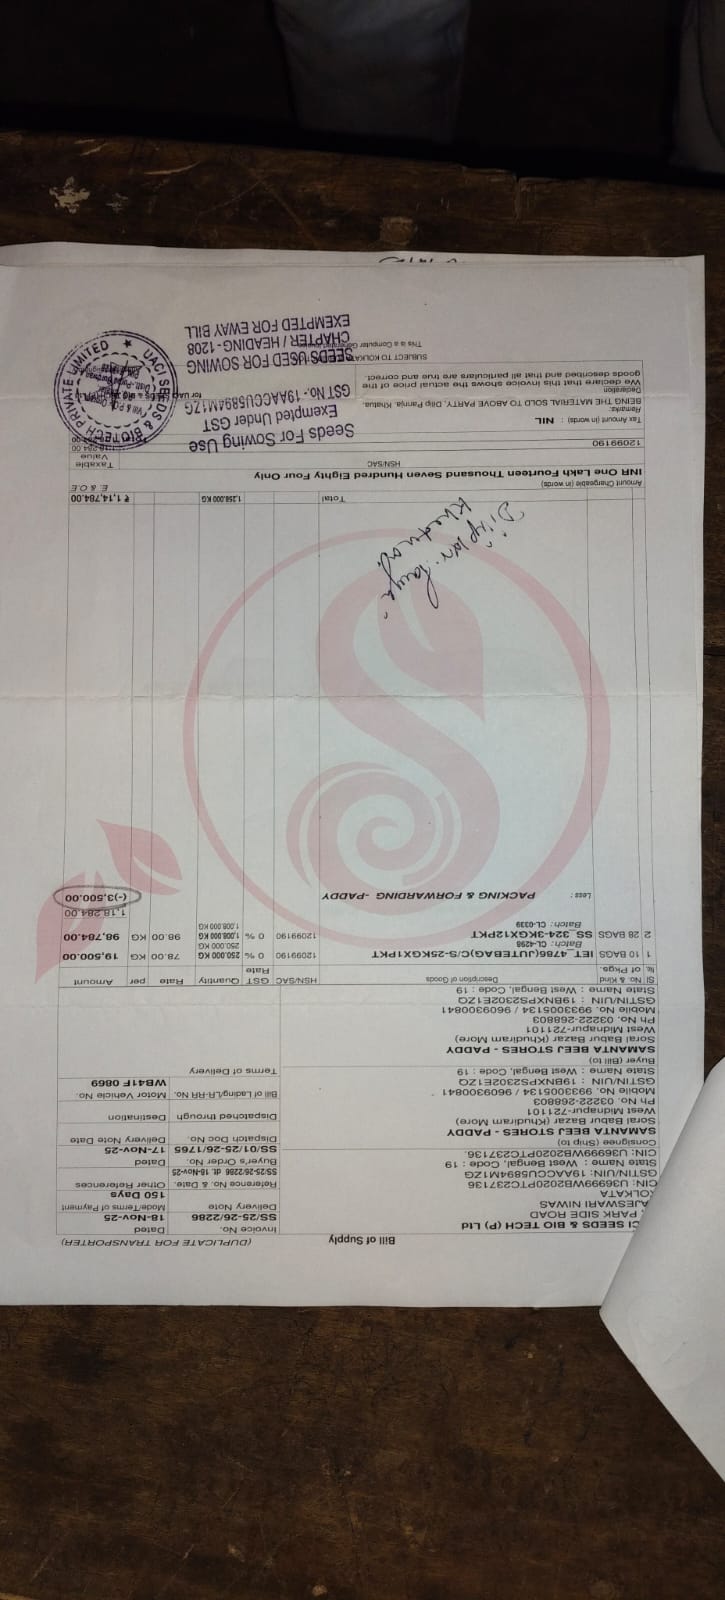 Bill of Supply
(DUPLICATE FOR TRANSPORTER)
CI SEEDS & BIO TECH (P) Ltd
PARK SIDE ROAD
AJESWARI NIWAS
KOLKATA
CIN: U36999WB2020PTC237136
GSTIN/UIN: 19AACCU5894M1ZG
State Name : West Bengal, Code : 19
CIN: U36999WB2020PTC237136.
Invoice No.
SS/25-26/2286
Dated
18-Nov-25
Delivery Note
Mode/Terms of Payment
150 Days
Reference No. & Date.
SS/25-26/2286 dt. 18-Nov-25
Other References
Buyer's Order No.
SS/01/25-26/1765
Dated
17-Nov-25
Dispatch Doc No.
Delivery Note Date
Dispatched through
Destination
Bill of Lading/LR-RR No.
Motor Vehicle No.
WB41F 0869
Terms of Delivery
Consignee (Ship to)
SAMANTA BEEJ STORES - PADDY
Soral Babur Bazar (Khudiram More)
West Midnapur-721101
Ph No. 03222-268803
Mobile No. 9933005134 / 9609300841
GSTIN/UIN : 19BNXPS2302E1ZQ
State Name : West Bengal, Code : 19
Buyer (Bill to)
SAMANTA BEEJ STORES - PADDY
Soral Babur Bazar (Khudiram More)
West Midnapur-721101
Ph No. 03222-268803
Mobile No. 9933005134 / 9609300841
GSTIN/UIN : 19BNXPS2302E1ZQ
State Name : West Bengal, Code : 19
Sl No. & Kind of Pkgs. Description of Goods HSN/SAC GST Rate Quantity Rate per Amount
1 10 BAGS IET_4786(JUTEBAG)C/S-25KGX1PKT 12099190 0 % 250.000 KG 78.00 KG 19,500.00
Batch: CL-4298 250.000 KG
2 28 BAGS SS_324-3KGX12PKT 12099190 0 % 1,008.000 KG 98.00 KG 98,784.00
Batch: CL-0339 1,008.000 KG
1,18,284.00
Less : PACKING & FORWARDING -PADDY (-)3,500.00
Total 1,258.000 KG ₹ 1,14,784.00
Amount Chargeable (in words) E. & O.E
INR One Lakh Fourteen Thousand Seven Hundred Eighty Four Only
HSN/SAC Taxable Value
12099190
Tax Amount (in words) : NIL
Remarks:
BEING THE MATERIAL SOLD TO ABOVE PARTY, Dilip Pannia, Khatua.
Declaration
We declare that this invoice shows the actual price of the
goods described and that all particulars are true and correct.
Seeds For Sowing Use
Exempted Under GST
GST No. - 19AACCU5894M1ZG
SEEDS USED FOR SOWING
CHAPTER / HEADING - 1208
EXEMPTED FOR EWAY BILL
UACI SEEDS & BIOTECH PRIVATE LIMITED ★
SUBJECT TO KOLKATA
This is a Computer Generated